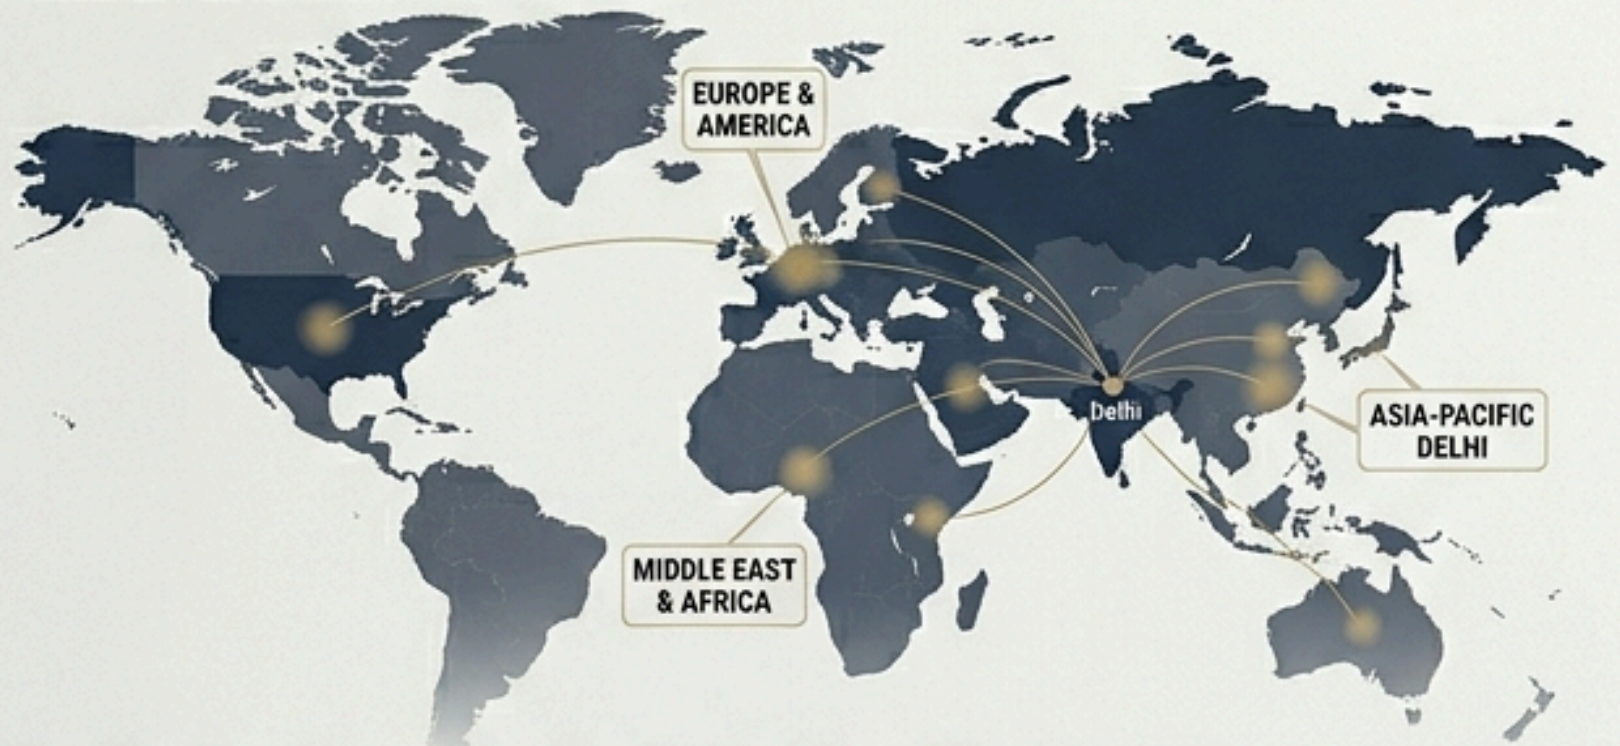 EUROPE &
AMERICA
Delhi
ASIA-PACIFIC
DELHI
MIDDLE EAST
& AFRICA